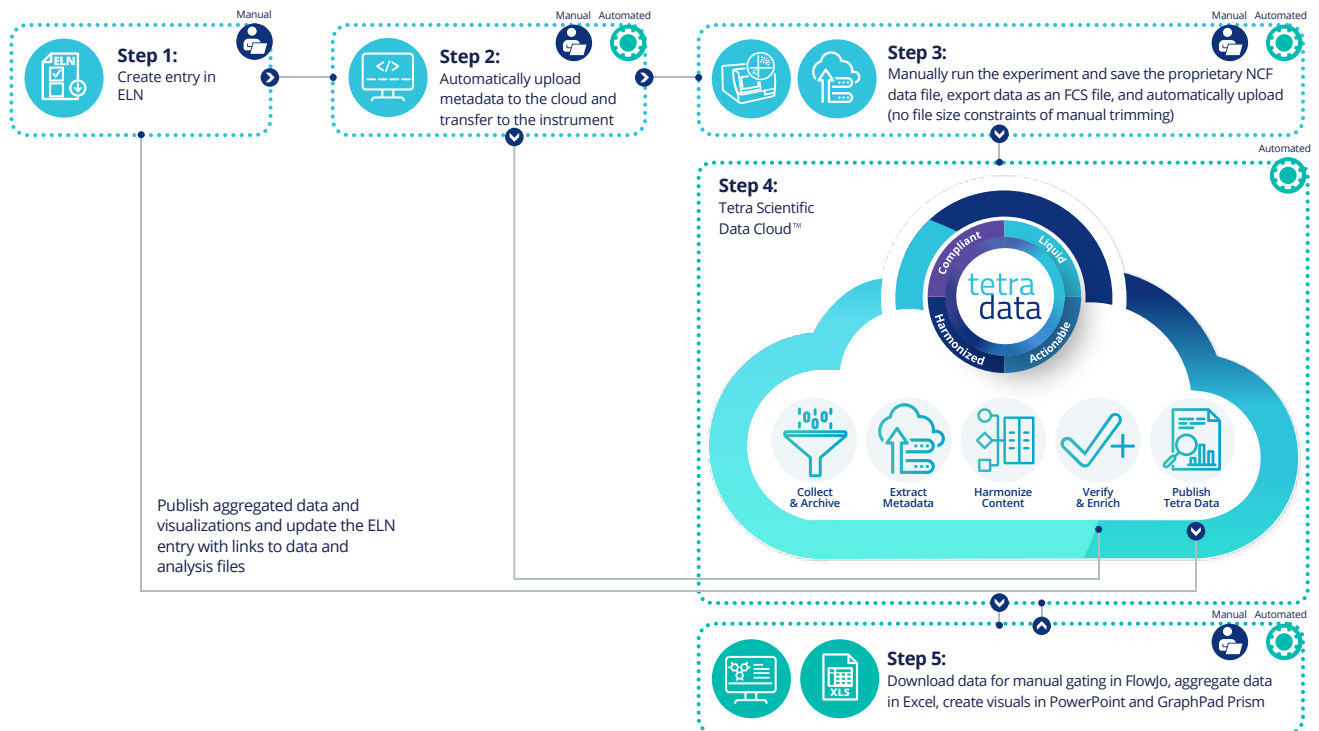 Manual
Step 1:
Create entry in
ELN
ELN
Manual Automated
Step 2:
Automatically upload
metadata to the cloud and
transfer to the instrument
</>
Manual Automated
Step 3:
Manually run the experiment and save the proprietary NCF
data file, export data as an FCS file, and automatically upload
(no file size constraints of manual trimming)
Automated
Step 4:
Tetra Scientific
Data Cloud™
Compliant
Liquid
Harmonized
Actionable
tetra
data
Collect
& Archive
Extract
Metadata
Harmonize
Content
Verify
& Enrich
Publish
Tetra Data
Publish aggregated data and
visualizations and update the ELN
entry with links to data and
analysis files
Manual Automated
Step 5:
Download data for manual gating in FlowJo, aggregate data
in Excel, create visuals in PowerPoint and GraphPad Prism
XLS